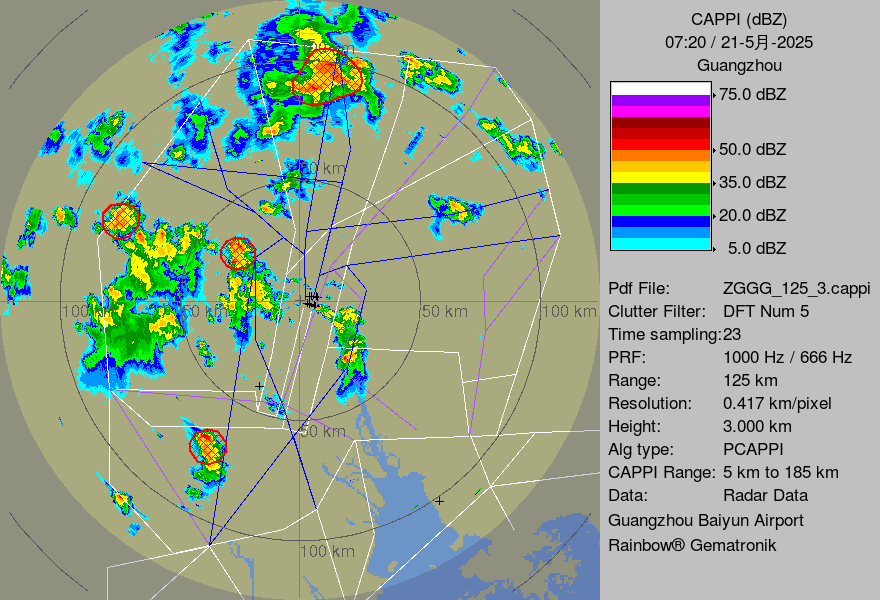 CAPPI (dBZ)
07:20 / 21-5月-2025
Guangzhou
75.0 dBZ
50.0 dBZ
35.0 dBZ
20.0 dBZ
5.0 dBZ
Pdf File: ZGGG_125_3.cappi
Clutter Filter: DFT Num 5
Time sampling:23
PRF: 1000 Hz / 666 Hz
Range: 125 km
Resolution: 0.417 km/pixel
Height: 3.000 km
Alg type: PCAPPI
CAPPI Range: 5 km to 185 km
Data: Radar Data
Guangzhou Baiyun Airport
Rainbow® Gematronik
50 km
100 km
50 km
50 km
100 km
50 km
100 km